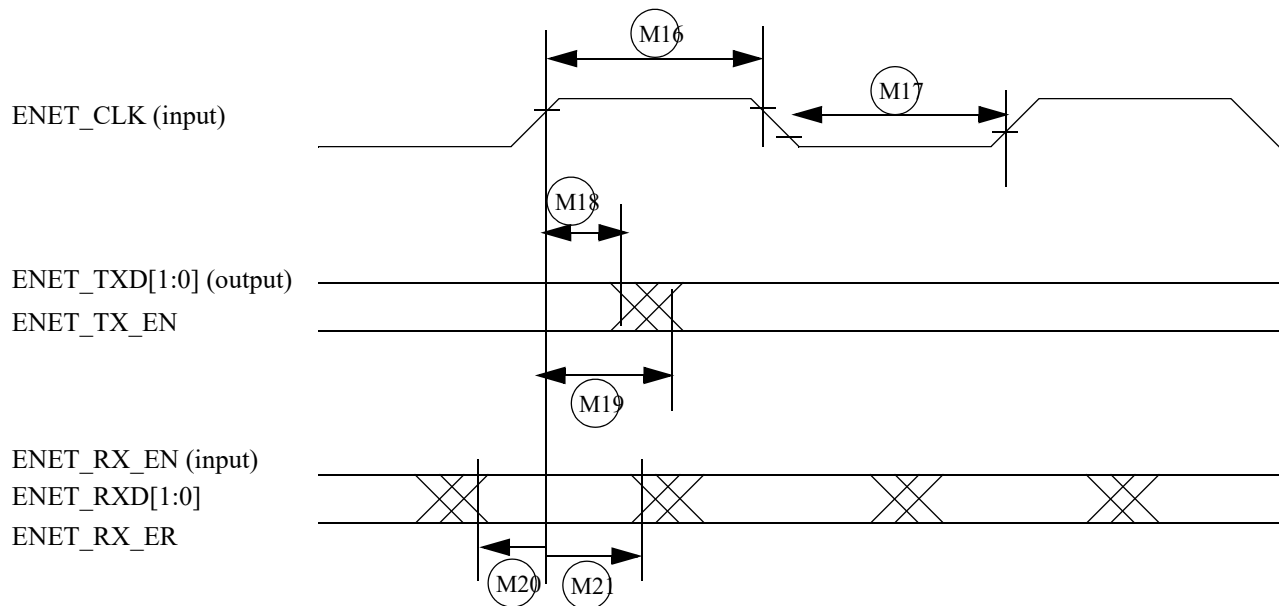 M16
M17
ENET_CLK (input)
M18
ENET_TXD[1:0] (output)
ENET_TX_EN
M19
ENET_RX_EN (input)
ENET_RXD[1:0]
ENET_RX_ER
M20
M21